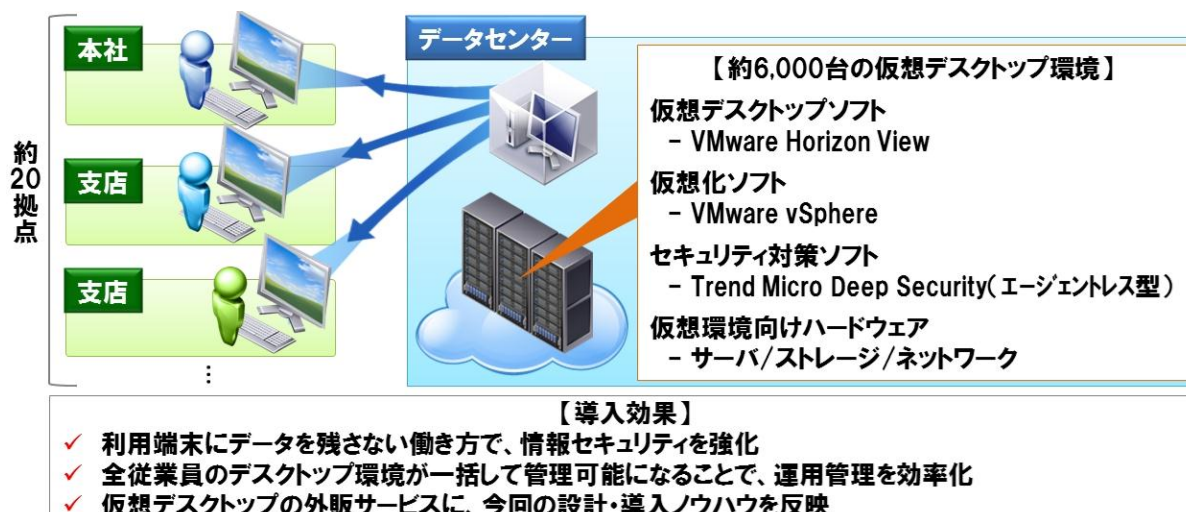 約20拠点
本社
支店
支店
⋮
データセンター
【約6,000台の仮想デスクトップ環境】
仮想デスクトップソフト
- VMware Horizon View
仮想化ソフト
- VMware vSphere
セキュリティ対策ソフト
- Trend Micro Deep Security(エージェントレス型)
仮想環境向けハードウェア
- サーバ/ストレージ/ネットワーク
【導入効果】
✓ 利用端末にデータを残さない働き方で、情報セキュリティを強化
✓ 全従業員のデスクトップ環境が一括して管理可能になることで、運用管理を効率化
✓ 仮想デスクトップの外販サービスに、今回の設計・導入ノウハウを反映